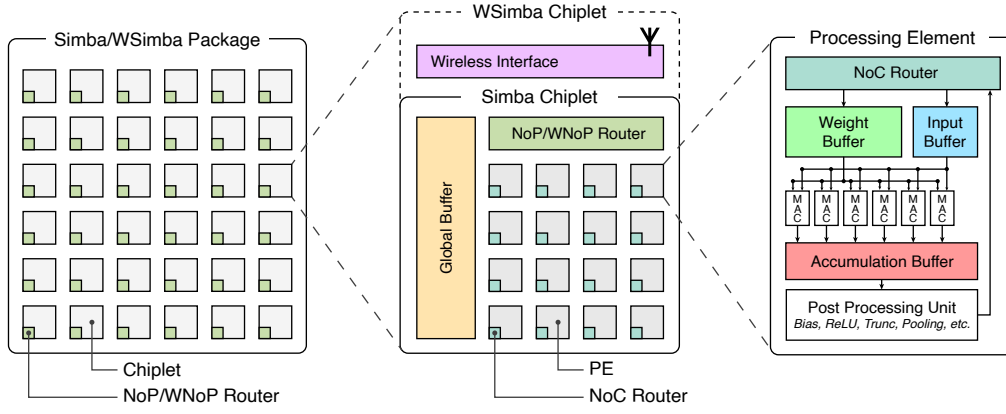 Simba/WSimba Package
Chiplet
NoP/WNoP Router
WSimba Chiplet
Wireless Interface
Simba Chiplet
Global Buffer
NoP/WNoP Router
PE
NoC Router
Processing Element
NoC Router
Weight
Buffer
Input
Buffer
MAC
MAC
MAC
MAC
MAC
MAC
Accumulation Buffer
Post Processing Unit
Bias, ReLU, Trunc, Pooling, etc.